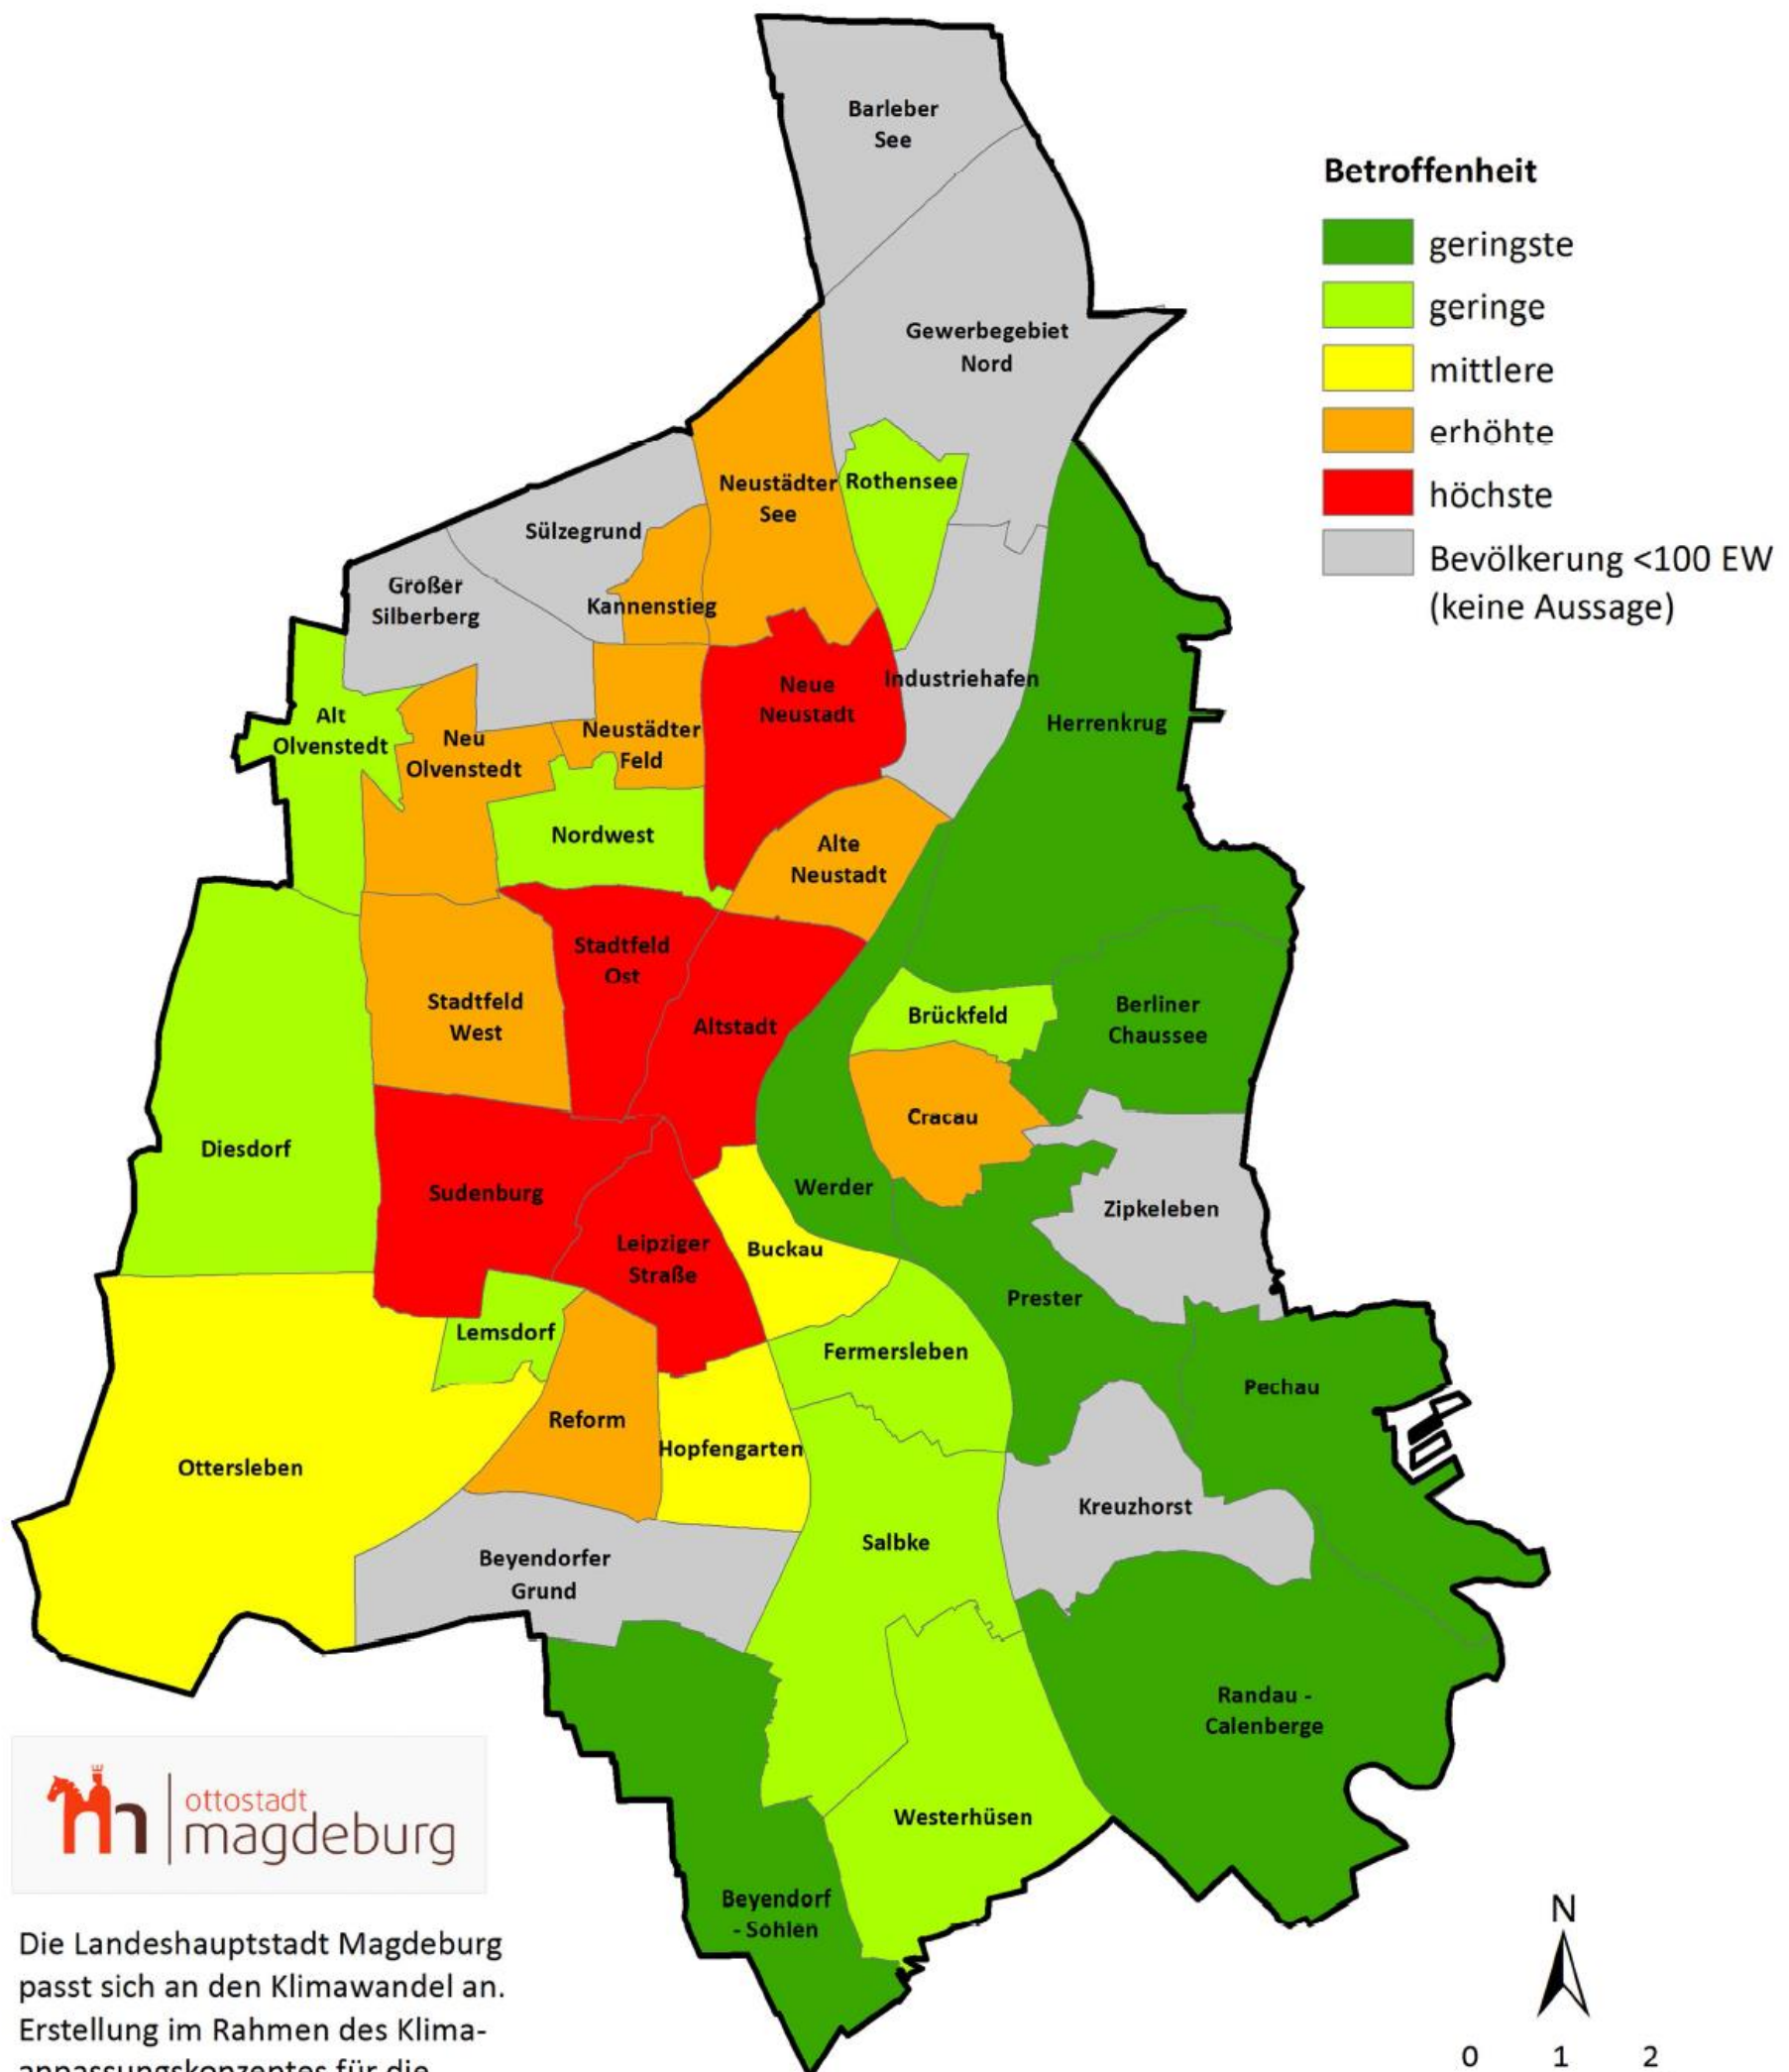 Barleber
See
Betroffenheit
geringste
geringe
mittlere
erhöhte
höchste
Bevölkerung <100 EW
(keine Aussage)
Gewerbegebiet
Nord
Neustädter
See
Rothensee
Sülzegrund
Großer
Silberberg
Kannenstieg
Neue
Neustadt
Industriehafen
Herrenkrug
Alt
Olvenstedt
Neu
Olvenstedt
Neustädter
Feld
Nordwest
Alte
Neustadt
Stadtfeld
Ost
Stadtfeld
West
Altstadt
Brückfeld
Berliner
Chaussee
Cracau
Diesdorf
Sudenburg
Werder
Zipkeleben
Leipziger
Straße
Buckau
Prester
Lemsdorf
Fermersleben
Pechau
Reform
Hopfengarten
Ottersleben
Kreuzhorst
Salbke
Beyendorfer
Grund
Randau -
Calenberge
Westerhüsen
Beyendorf
- Sohlen
ottostadt
magdeburg
Die Landeshauptstadt Magdeburg
passt sich an den Klimawandel an.
Erstellung im Rahmen des Klima-
anpassungskonzeptes für die
N
0 1 2